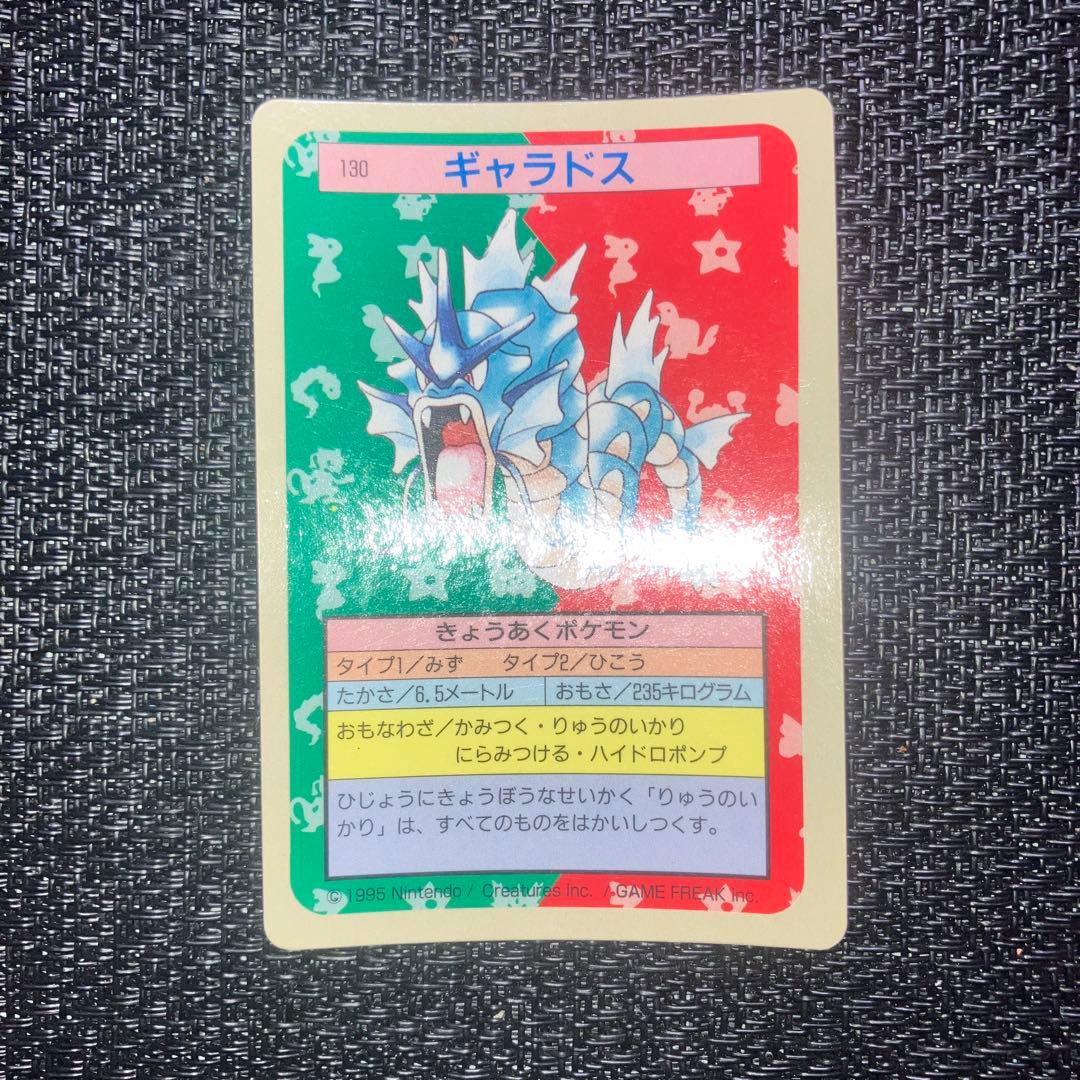 130 ギャラドス
きょうあくポケモン
タイプ1／みず タイプ2／ひこう
たかさ／6.5メートル おもさ／235キログラム
おもなわざ／かみつく・りゅうのいかり
にらみつける・ハイドロポンプ
ひじょうにきょうぼうなせいかく「りゅうのい
かり」は、すべてのものをはかいしつくす。
©1995 Nintendo / Creatures inc. / GAME FREAK inc.